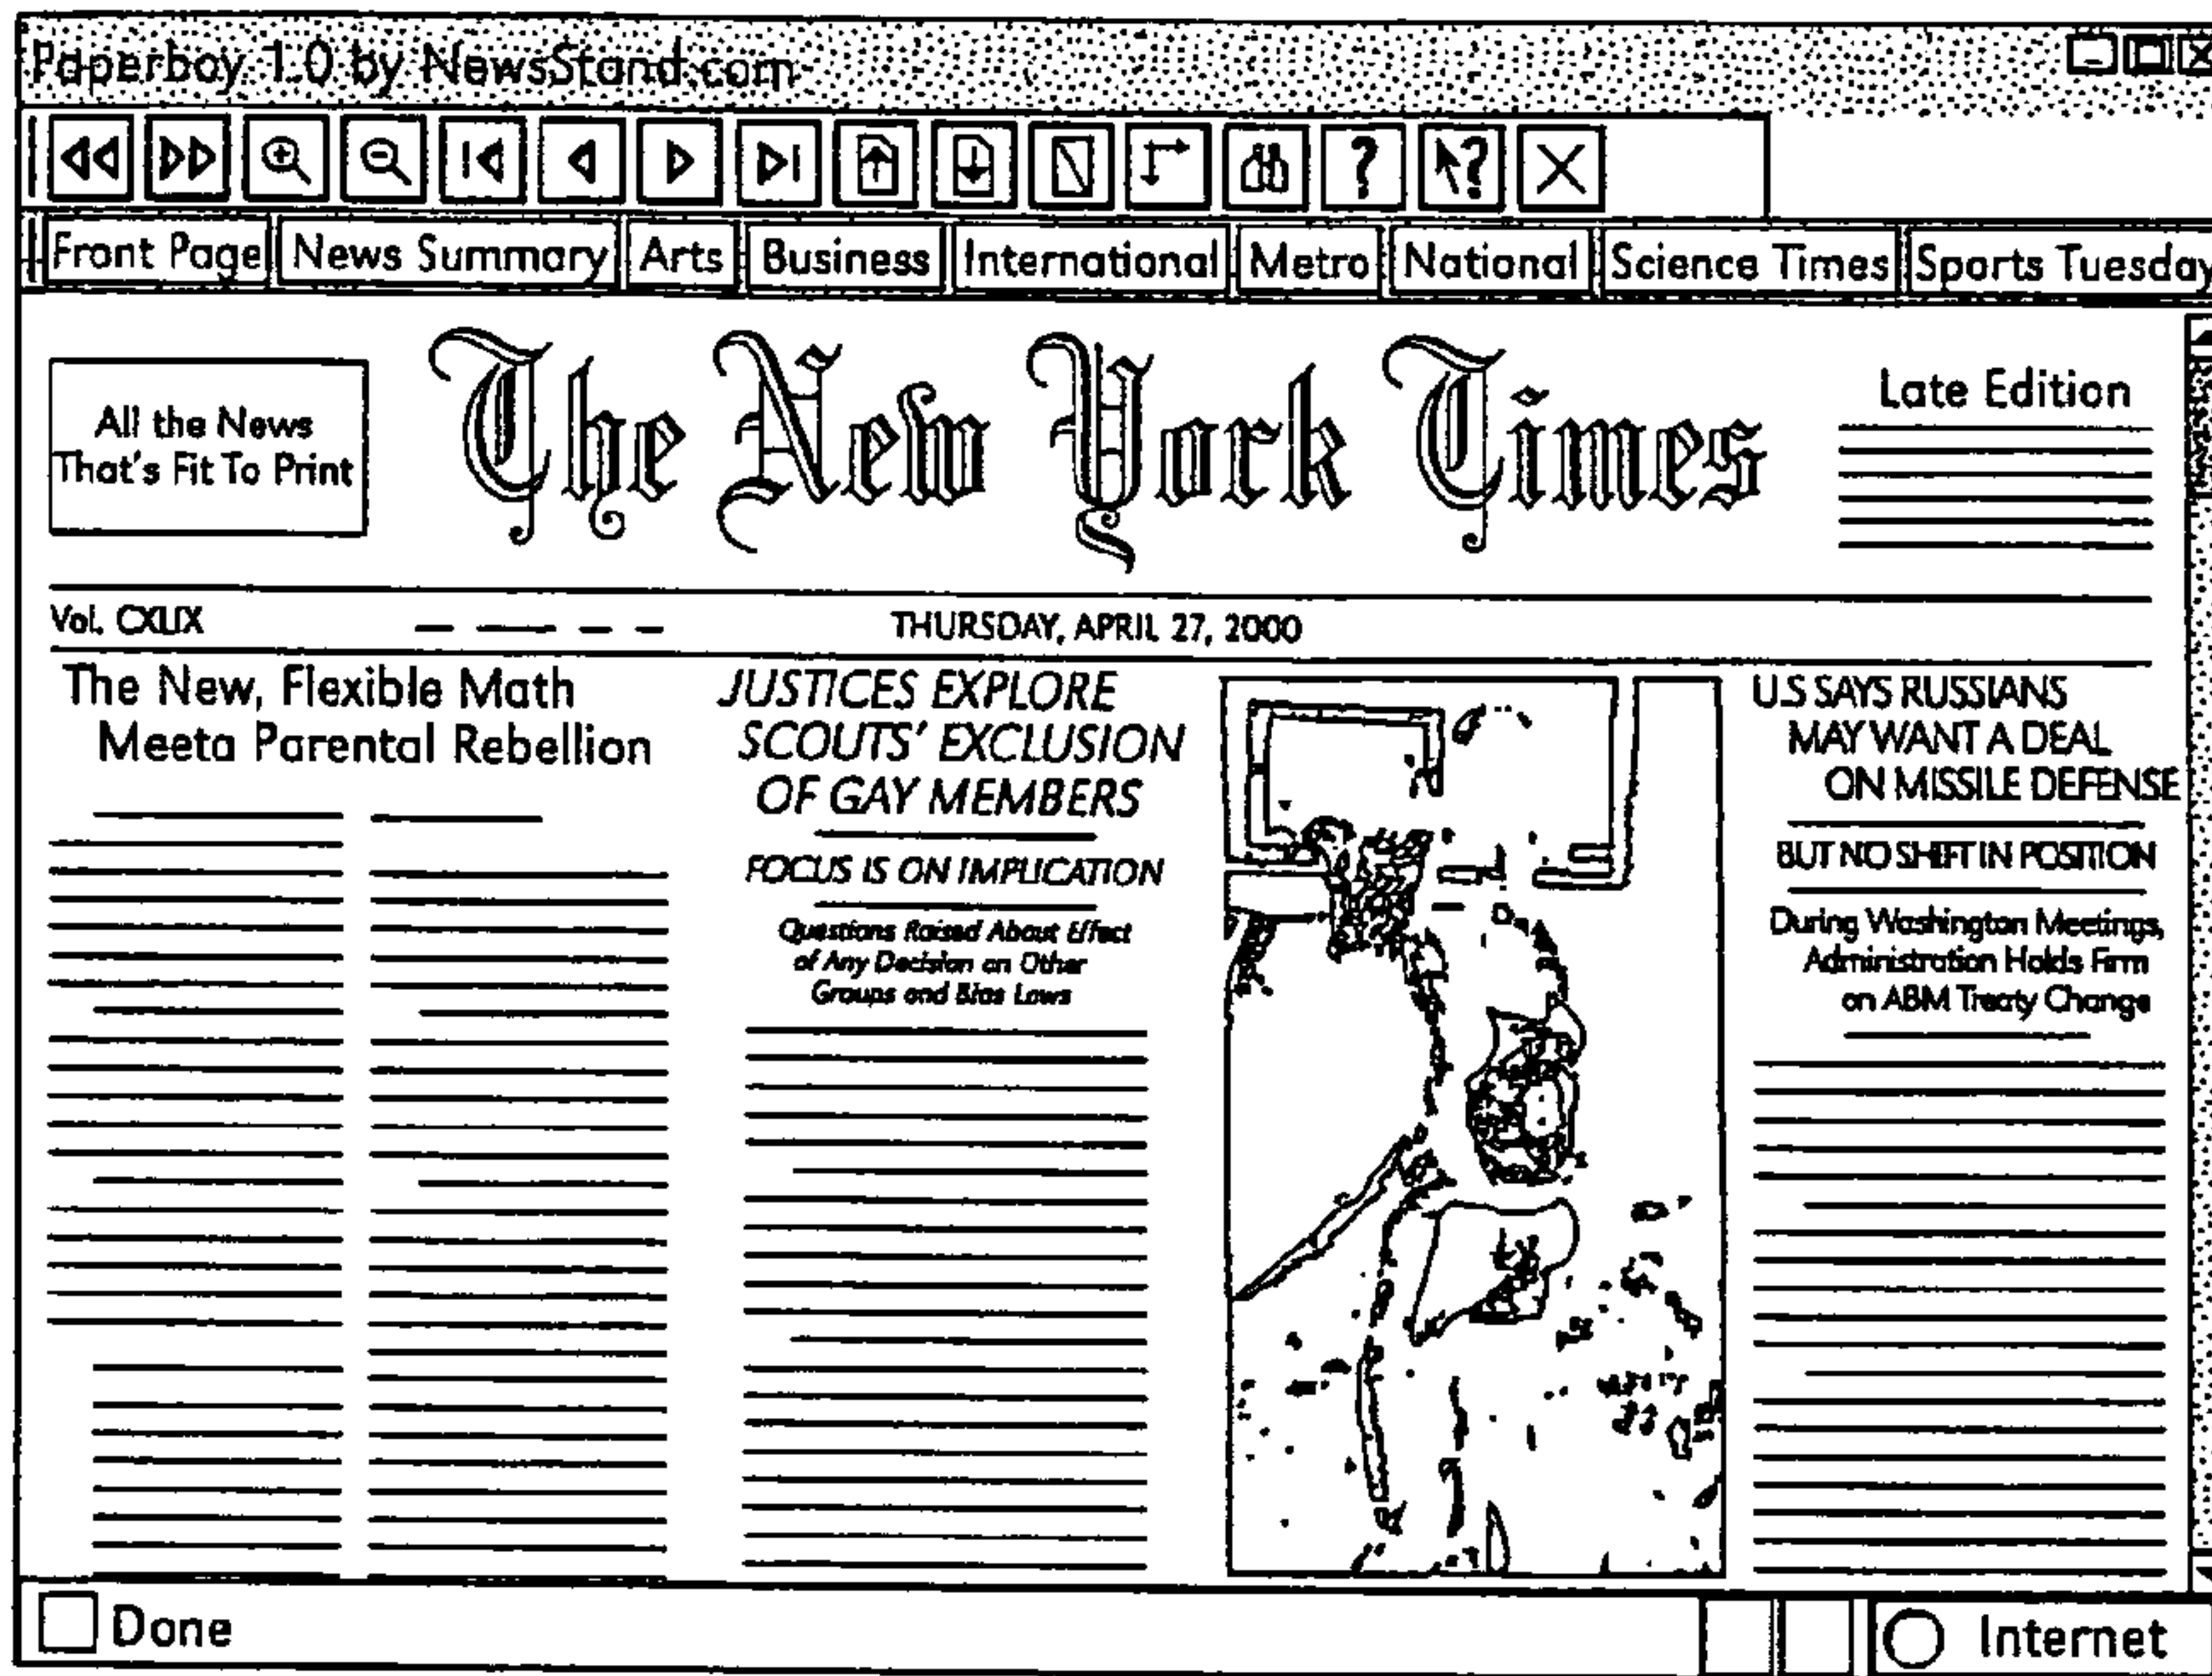 Paperboy 1.0 by NewsStand.com
Front Page News Summary Arts Business International Metro National Science Times Sports Tuesday
All the News
That's Fit To Print
The New York Times
Late Edition
Vol. CXLIX THURSDAY, APRIL 27, 2000
The New, Flexible Math
Meeta Parental Rebellion
JUSTICES EXPLORE
SCOUTS' EXCLUSION
OF GAY MEMBERS
FOCUS IS ON IMPLICATION
Questions Raised About Effect
of Any Decision on Other
Groups and Bias Laws
U.S SAYS RUSSIANS
MAY WANT A DEAL
ON MISSILE DEFENSE
BUT NO SHIFT IN POSITION
During Washington Meetings,
Administration Holds Firm
on ABM Treaty Change
Done
Internet